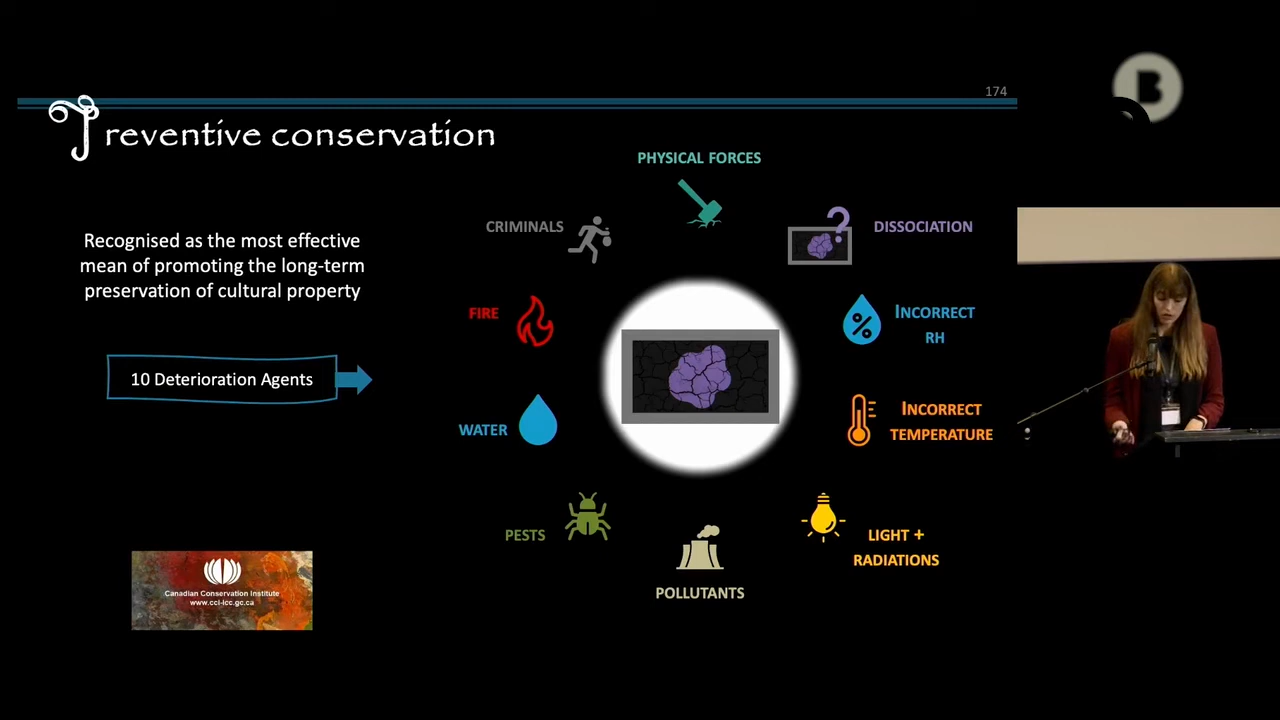 174
Preventive conservation
Recognised as the most effective
mean of promoting the long-term
preservation of cultural property
10 Deterioration Agents
PHYSICAL FORCES
CRIMINALS
?
DISSOCIATION
FIRE
%
INCORRECT
RH
WATER
INCORRECT
TEMPERATURE
PESTS
LIGHT +
RADIATIONS
POLLUTANTS
Canadian Conservation Institute
www.cci-icc.gc.ca
B